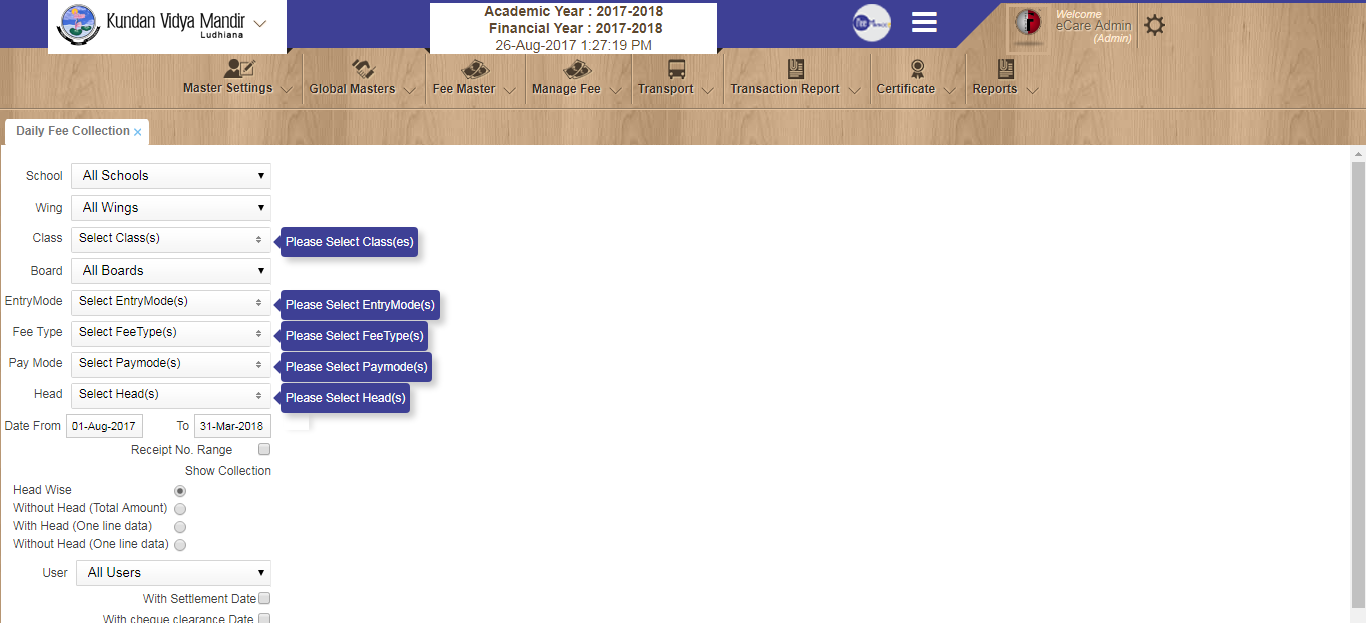 Kundan Vidya Mandir
Ludhiana
Academic Year : 2017-2018
Financial Year : 2017-2018
26-Aug-2017 1:27:19 PM
Welcome
eCare Admin
(Admin)
Master Settings
Global Masters
Fee Master
Manage Fee
Transport
Transaction Report
Certificate
Reports
Daily Fee Collection ×
School All Schools
Wing All Wings
Class Select Class(s) Please Select Class(es)
Board All Boards
EntryMode Select EntryMode(s) Please Select EntryMode(s)
Fee Type Select FeeType(s) Please Select FeeType(s)
Pay Mode Select Paymode(s) Please Select Paymode(s)
Head Select Head(s) Please Select Head(s)
Date From 01-Aug-2017 To 31-Mar-2018
Receipt No. Range
Show Collection
Head Wise
Without Head (Total Amount)
With Head (One line data)
Without Head (One line data)
User All Users
With Settlement Date
With cheque clearance Date